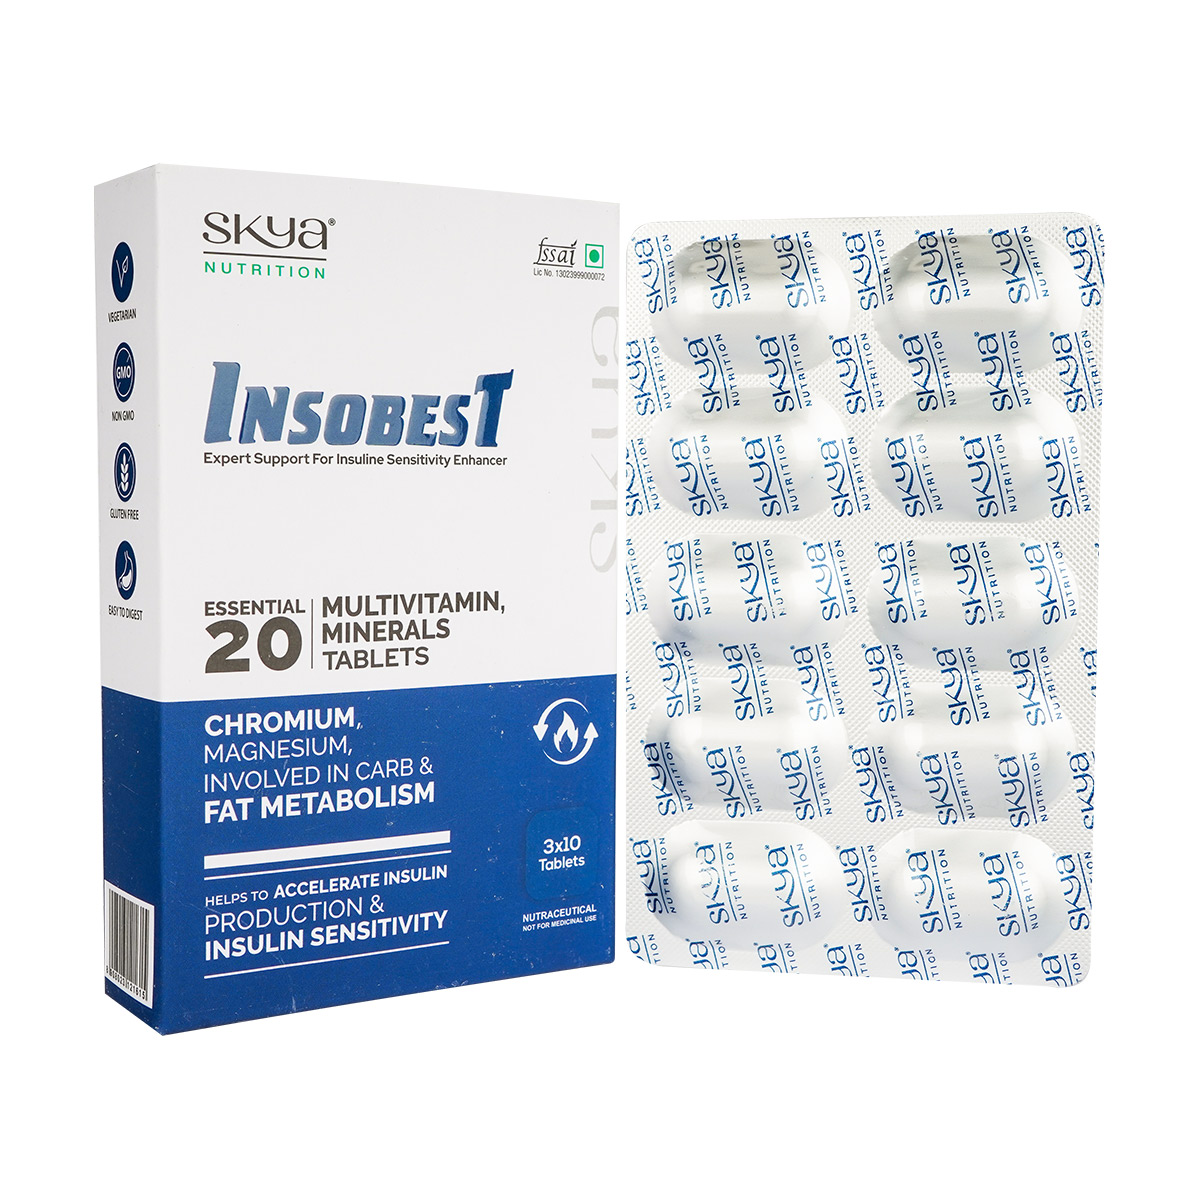 SKya®
NUTRITION
fssai
Lic No. 13023999000072
INSOBEST
Expert Support For Insuline Sensitivity Enhancer
skya
ESSENTIAL
20
MULTIVITAMIN,
MINERALS
TABLETS
CHROMIUM,
MAGNESIUM,
INVOLVED IN CARB &
FAT METABOLISM
3x10
Tablets
HELPS TO ACCELERATE INSULIN
PRODUCTION &
INSULIN SENSITIVITY
NUTRACEUTICAL
NOT FOR MEDICINAL USE
VEGETARIAN
GMO
NON GMO
GLUTEN FREE
EASY TO DIGEST
SKya®
NUTRITION